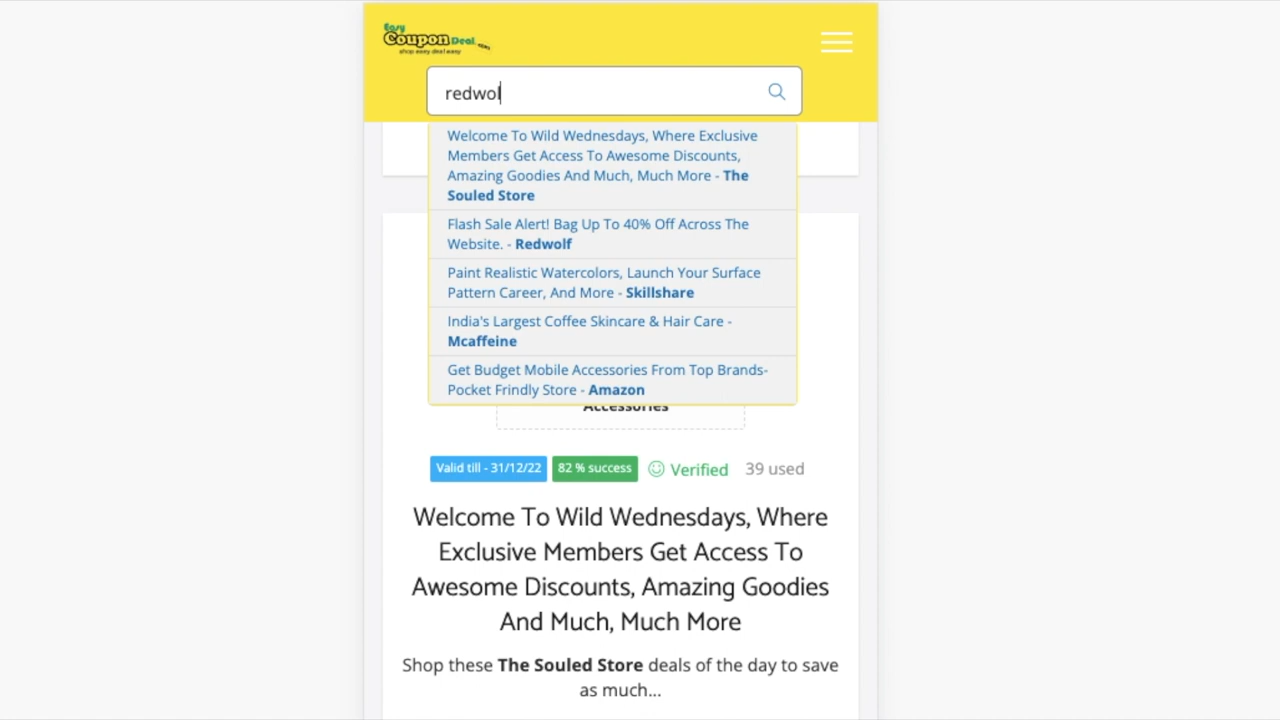 Easy
Coupon Deal
shop eesy deal easy
redwol
Welcome To Wild Wednesdays, Where Exclusive
Members Get Access To Awesome Discounts,
Amazing Goodies And Much, Much More - The
Souled Store
Flash Sale Alert! Bag Up To 40% Off Across The
Website. - Redwolf
Paint Realistic Watercolors, Launch Your Surface
Pattern Career, And More - Skillshare
India's Largest Coffee Skincare & Hair Care -
Mcaffeine
Get Budget Mobile Accessories From Top Brands-
Pocket Frindly Store - Amazon
Accessories
Valid till - 31/12/22 82 % success Verified 39 used
Welcome To Wild Wednesdays, Where
Exclusive Members Get Access To
Awesome Discounts, Amazing Goodies
And Much, Much More
Shop these The Souled Store deals of the day to save
as much...